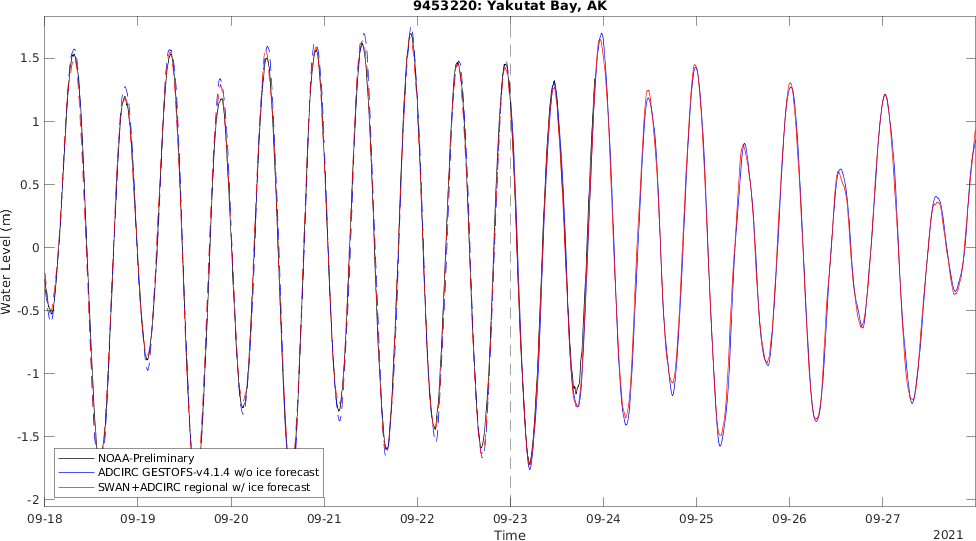 9453220: Yakutat Bay, AK
Water Level (m)
1.5
1
0.5
0
-0.5
-1
-1.5
-2
NOAA-Preliminary
ADCIRC GESTOFS-v4.1.4 w/o ice forecast
SWAN+ADCIRC regional w/ ice forecast
09-18 09-19 09-20 09-21 09-22 09-23 09-24 09-25 09-26 09-27
Time
2021